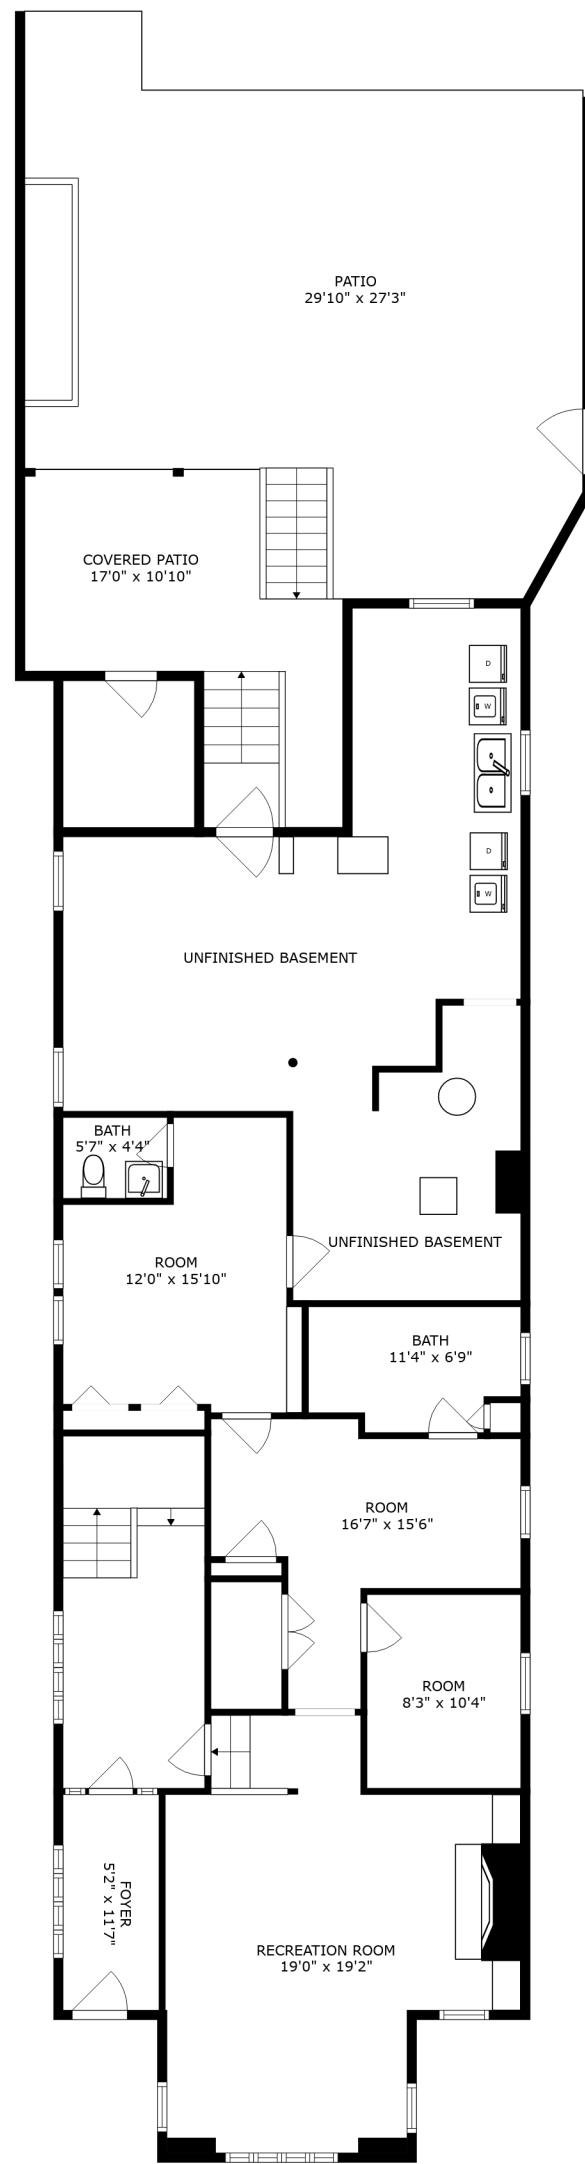 PATIO
29'10" x 27'3"
COVERED PATIO
17'0" x 10'10"
D
W
D
W
UNFINISHED BASEMENT
BATH
5'7" x 4'4"
UNFINISHED BASEMENT
ROOM
12'0" x 15'10"
BATH
11'4" x 6'9"
ROOM
16'7" x 15'6"
ROOM
8'3" x 10'4"
FOYER
5'2" x 11'7"
RECREATION ROOM
19'0" x 19'2"